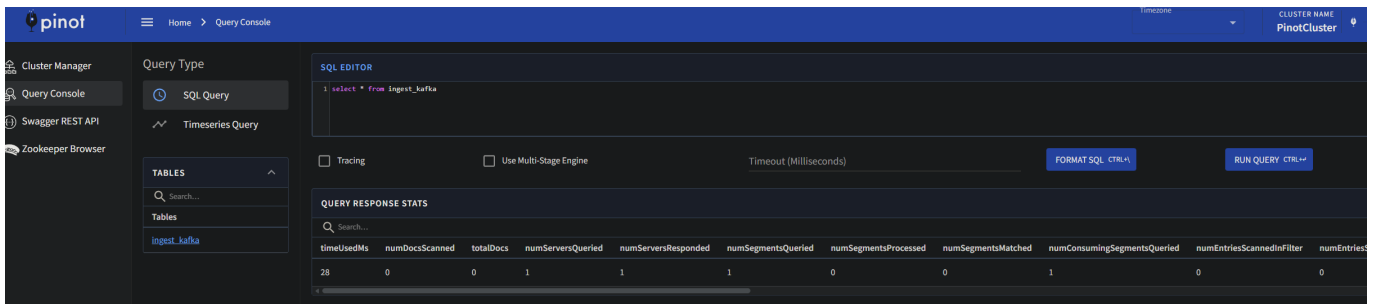 pinot
Home > Query Console
Timezone
CLUSTER NAME
PinotCluster
Cluster Manager
Query Console
Swagger REST API
Zookeeper Browser
Query Type
SQL Query
Timeseries Query
TABLES
Search...
Tables
ingest_kafka
SQL EDITOR
1 select * from ingest_kafka
Tracing
Use Multi-Stage Engine
Timeout (Milliseconds)
FORMAT SQL CTRL+\
RUN QUERY CTRL+↵
QUERY RESPONSE STATS
Search...
timeUsedMs numDocsScanned totalDocs numServersQueried numServersResponded numSegmentsQueried numSegmentsProcessed numSegmentsMatched numConsumingSegmentsQueried numEntriesScannedInFilter numEntriesS
28 0 0 1 1 1 0 0 1 0 0